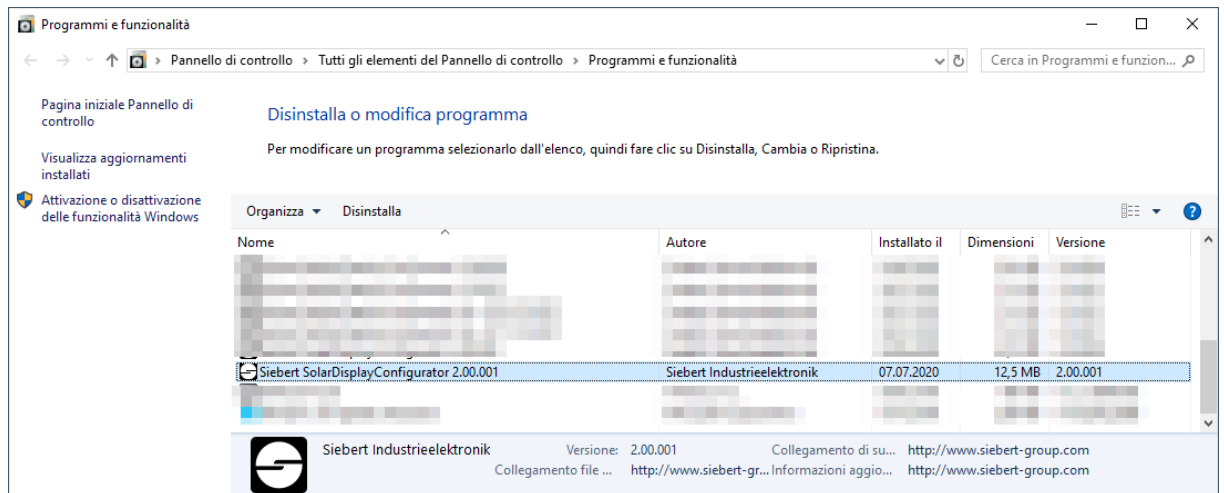 Programmi e funzionalità
Pannello di controllo > Tutti gli elementi del Pannello di controllo > Programmi e funzionalità
Cerca in Programmi e funzion...
Pagina iniziale Pannello di
controllo
Visualizza aggiornamenti
installati
Attivazione o disattivazione
delle funzionalità Windows
Disinstalla o modifica programma
Per modificare un programma selezionarlo dall'elenco, quindi fare clic su Disinstalla, Cambia o Ripristina.
Organizza Disinstalla
Nome Autore Installato il Dimensioni Versione
Siebert SolarDisplayConfigurator 2.00.001 Siebert Industrieelektronik 07.07.2020 12,5 MB 2.00.001
Siebert Industrieelektronik Versione: 2.00.001 Collegamento di su... http://www.siebert-group.com
Collegamento file ... http://www.siebert-gr... Informazioni aggio... http://www.siebert-group.com